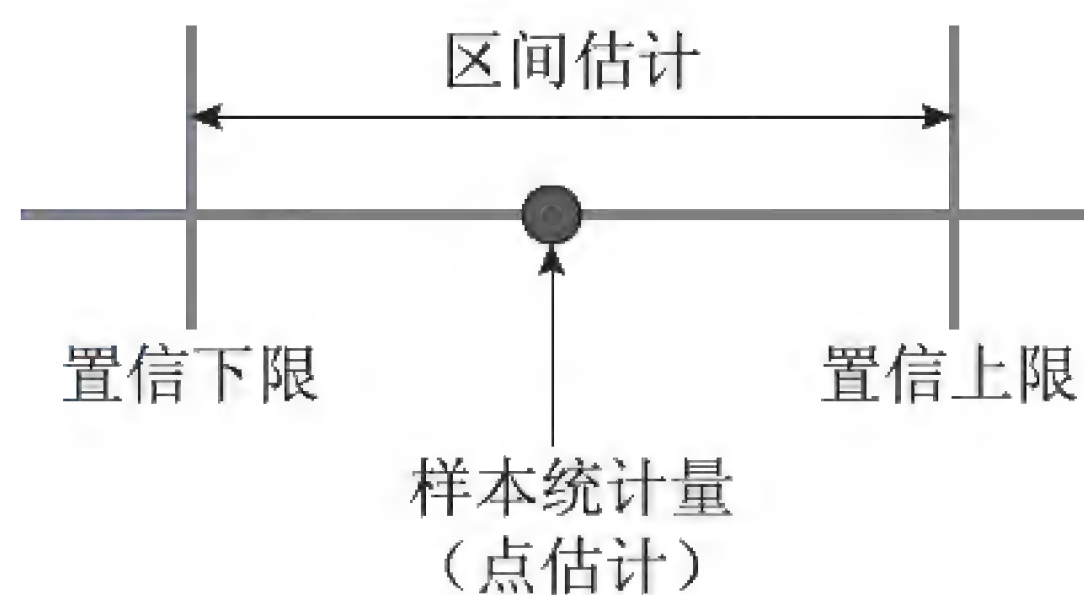 区间估计
置信下限
置信上限
样本统计量
（点估计）